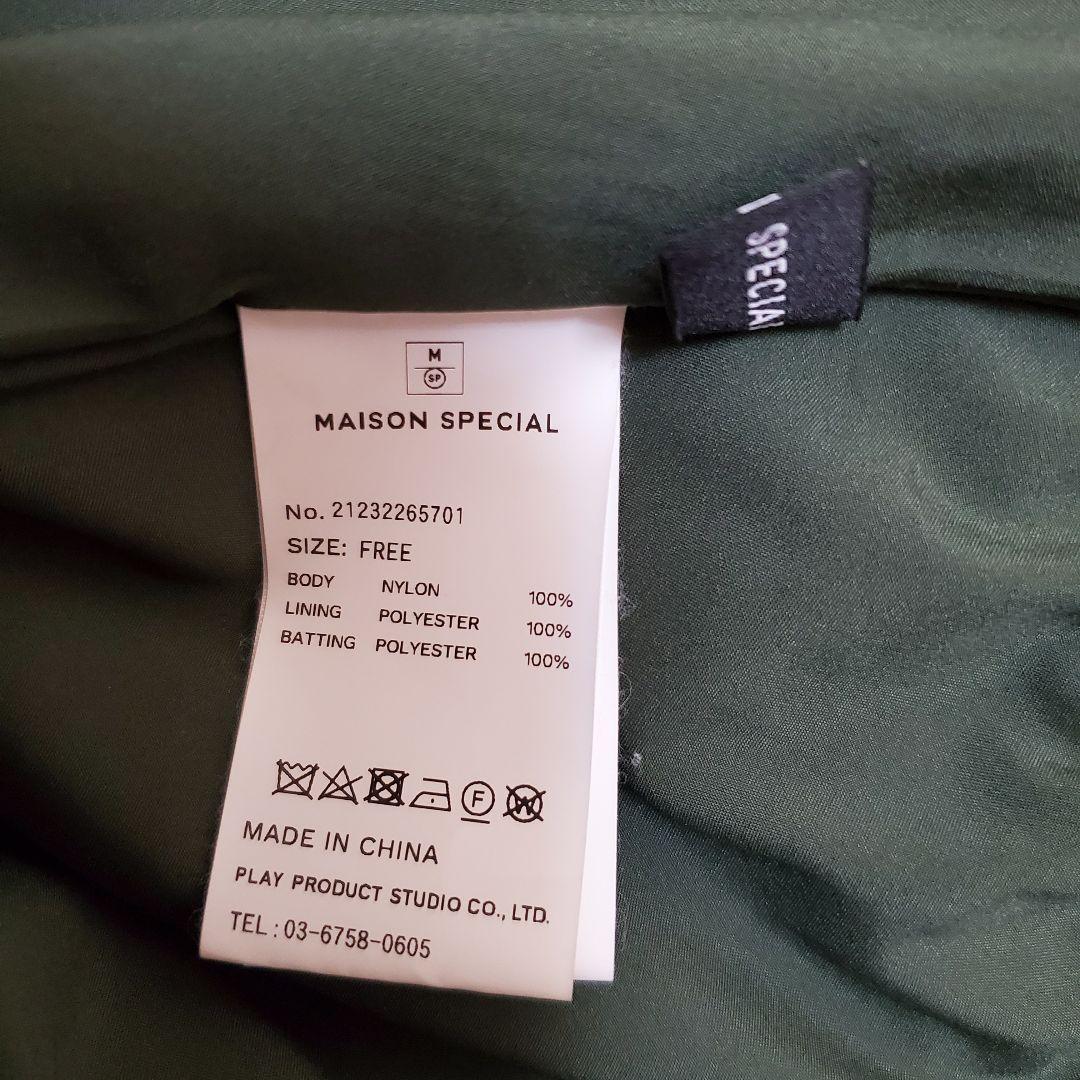 M
SP
MAISON SPECIAL
No. 21232265701
SIZE: FREE
BODY NYLON 100%
LINING POLYESTER 100%
BATTING POLYESTER 100%
F W
MADE IN CHINA
PLAY PRODUCT STUDIO CO., LTD.
TEL : 03-6758-0605
SPECIAL